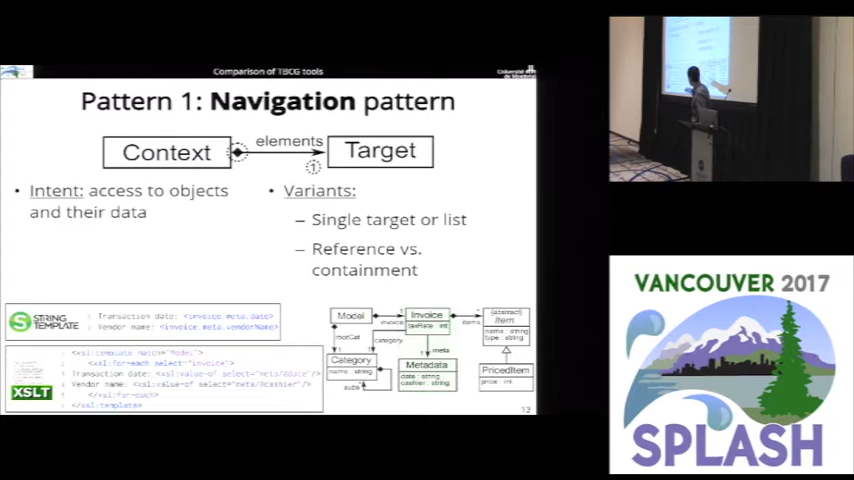 Comparison of TBCG tools
Université
de Montréal
Pattern 1: Navigation pattern
Context
elements
1
Target
• Intent: access to objects
and their data
• Variants:
– Single target or list
– Reference vs.
containment
S STRING
TEMPLATE
Transaction date: <invoice.meta.date>
Vendor name: <invoice.meta.vendorName>
XSLT
<xsl:template match="Model">
<xsl:for-each select="invoice">
Transaction date: <xsl:value-of select="meta/@date"/>
Vendor name: <xsl:value-of select="meta/@cashier"/>
</xsl:for-each>
</xsl:template>
Model
invoice
Invoice
taxRate : int
items
(abstract)
Item
name : string
type : string
rootCat
category
1
meta
Category
name : string
subs
Metadata
date : string
cashier : string
PricedItem
price : int
13
VANCOUVER 2017
SPLASH